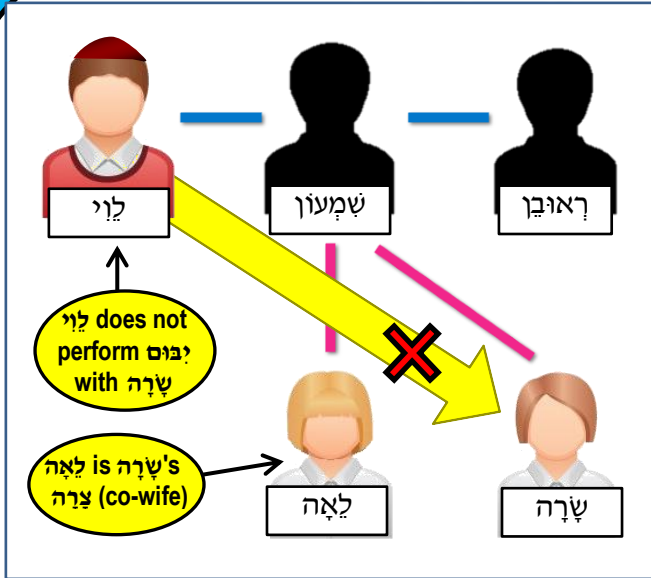 לֵוִי
שִׁמְעוֹן
רְאוּבֵן
לֵוִי does not
perform יִבּוּם
with שָׂרָה
לֵאָה is שָׂרָה's
צָרָה (co-wife)
לֵאָה
שָׂרָה